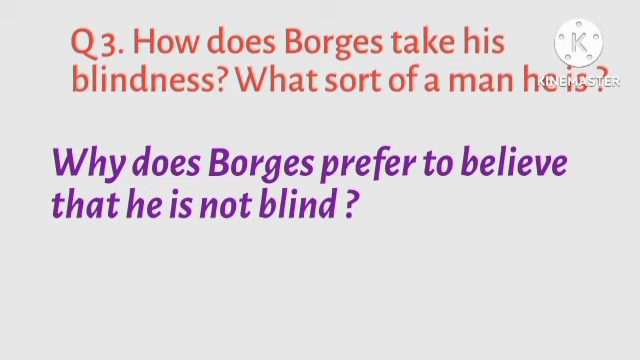 Q 3. How does Borges take his
blindness? What sort of a man he is ?
KINEMASTER
Why does Borges prefer to believe
that he is not blind ?